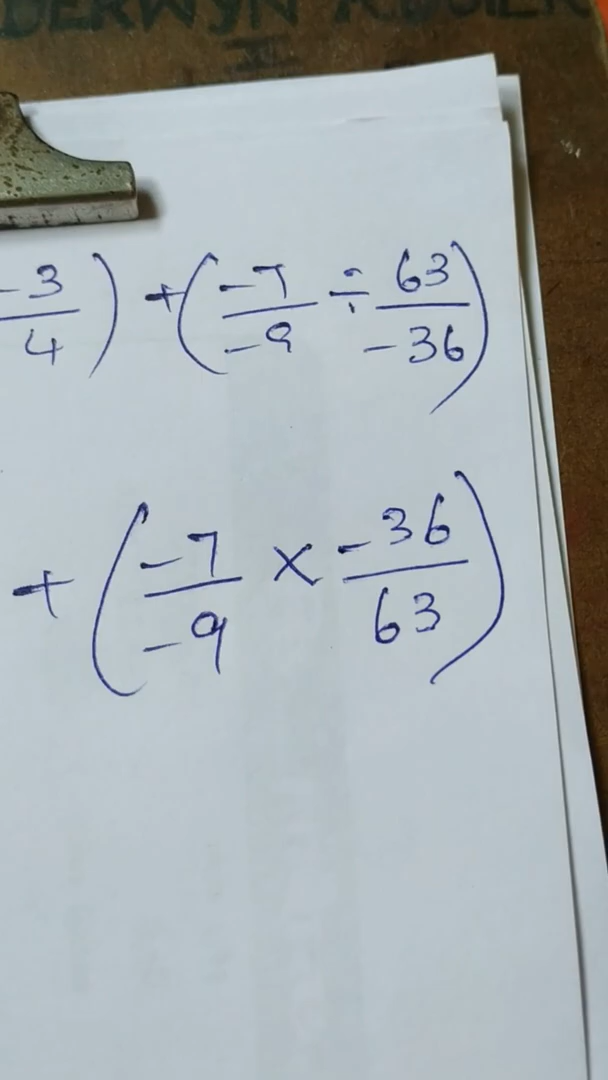 -3/4) + (-7/-9 ÷ 63/-36)
+ (-7/-9 × -36/63)